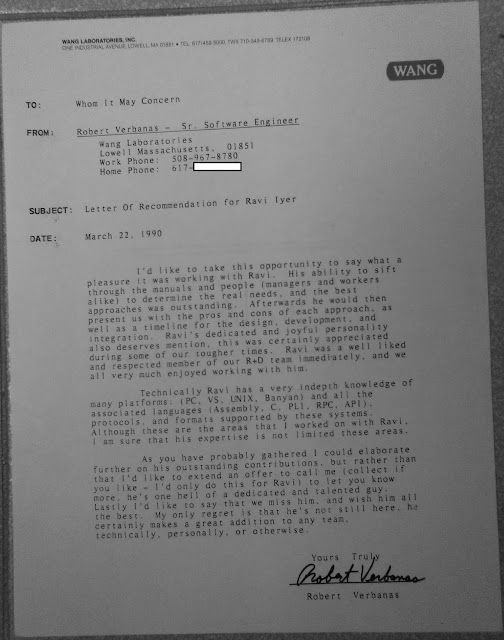 WANG LABORATORIES, INC.
ONE INDUSTRIAL AVENUE, LOWELL, MA 01851 • TEL. 617/459-5000, TWX 710-343-6769, TELEX 172108
WANG
TO: Whom It May Concern
FROM: Robert Verbanas - Sr. Software Engineer
Wang Laboratories
Lowell Massachusetts, 01851
Work Phone: 508-967-8780
Home Phone: 617-
SUBJECT: Letter Of Recommendation for Ravi Iyer
DATE: March 22, 1990
I'd like to take this opportunity to say what a
pleasure it was working with Ravi. His ability to sift
through the manuals and people (managers and workers
alike) to determine the real needs, and the best
approaches was outstanding. Afterwards he would then
present us with the pros and cons of each approach, as
well as a timeline for the design, development, and
integration. Ravi's dedicated and joyful personality
also deserves mention, this was certainly appreciated
during some of our tougher times. Ravi was a well liked
and respected member of our R+D team immediately, and we
all very much enjoyed working with him.
Technically Ravi has a very indepth knowledge of
many platforms: (PC, VS, UNIX, Banyan) and all the
associated languages (Assembly, C, PL1, RPC, API),
protocols, and formats supported by these systems.
Although these are the areas that I worked on with Ravi,
I am sure that his expertise is not limited these areas.
As you have probably gathered I could elaborate
further on his outstanding contributions, but rather than
that I'd like to extend an offer to call me (collect if
you like - I'd only do this for Ravi) to let you know
more, he's one hell of a dedicated and talented guy.
Lastly I'd like to say that we miss him, and wish him all
the best. My only regret is that he's not still here, he
certainly makes a great addition to any team,
technically, personally, or otherwise.
Yours Truly
Robert Verbanas
Robert Verbanas